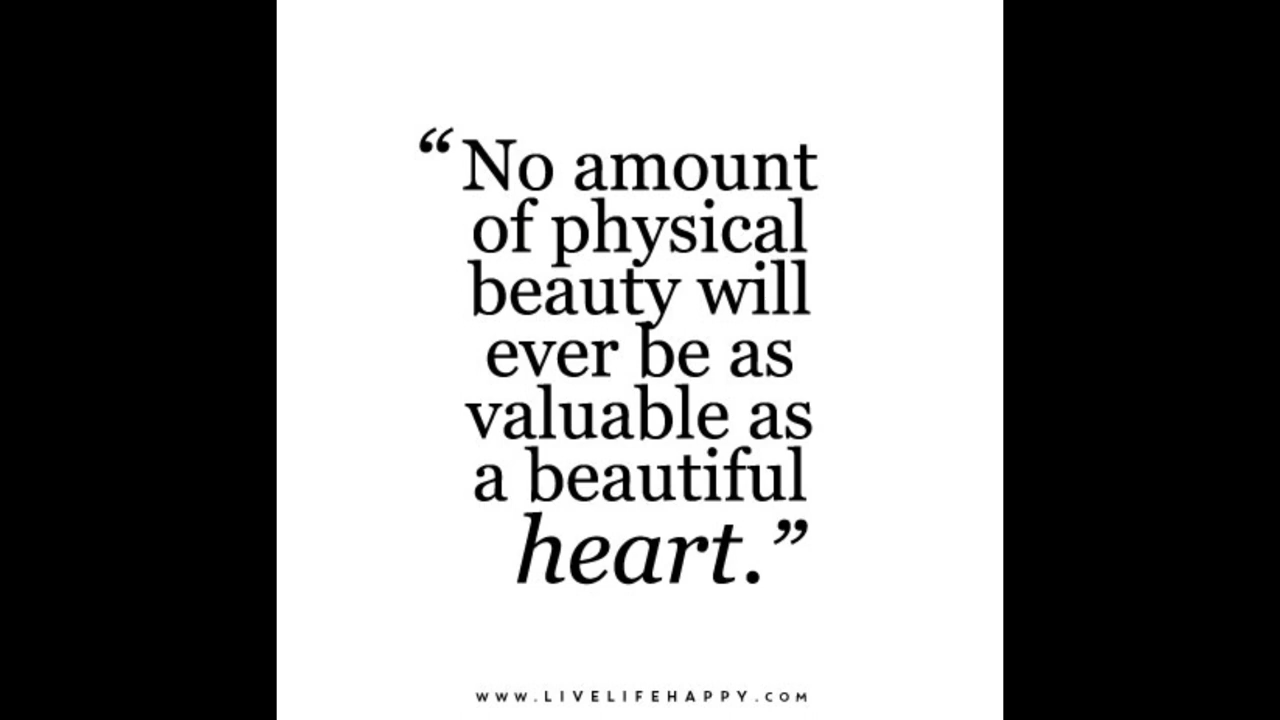 “No amount
of physical
beauty will
ever be as
valuable as
a beautiful
heart.”
WWW.LIVELIFEHAPPY.COM